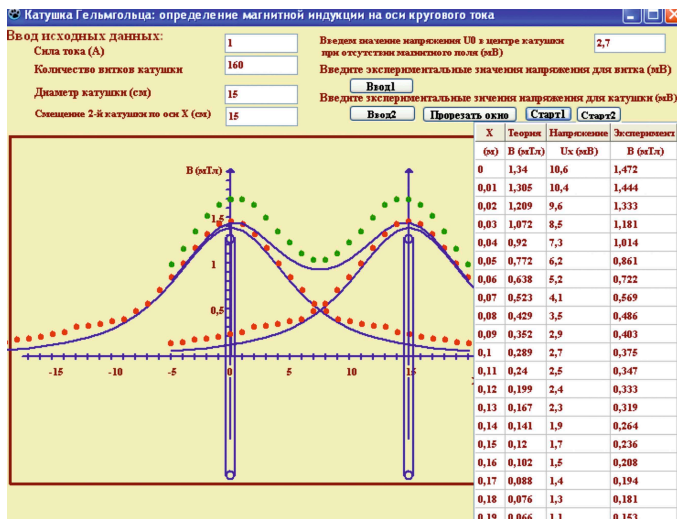 Катушка Гельмгольца: определение магнитной индукции на оси кругового тока
Ввод исходных данных:
Сила тока (А)
1
Количество витков катушки
160
Диаметр катушки (см)
15
Смещение 2-й катушки по оси X (см)
15
Введем значение напряжения U0 в центре катушки
при отсутствии магнитного поля (мВ)
2,7
Введите экспериментальные значения напряжения для витка (мВ)
Ввод1
Введите экспериментальные зичения напряжения для катушки (мВ)
Ввод2 Прорезать окно Старт1 Старт2
В (мТл)
1,5
1
0,5
-15 -10 -5 0 5 10 15
X Теория Напряжение Эксперимент
(м) В (мТл) Ux (мВ) В (мТл)
0 1,34 10,6 1,472
0,01 1,305 10,4 1,444
0,02 1,209 9,6 1,333
0,03 1,072 8,5 1,181
0,04 0,92 7,3 1,014
0,05 0,772 6,2 0,861
0,06 0,638 5,2 0,722
0,07 0,523 4,1 0,569
0,08 0,429 3,5 0,486
0,09 0,352 2,9 0,403
0,1 0,289 2,7 0,375
0,11 0,24 2,5 0,347
0,12 0,199 2,4 0,333
0,13 0,167 2,3 0,319
0,14 0,141 1,9 0,264
0,15 0,12 1,7 0,236
0,16 0,102 1,5 0,208
0,17 0,088 1,4 0,194
0,18 0,076 1,3 0,181
0,19 0,066 1,1 0,153